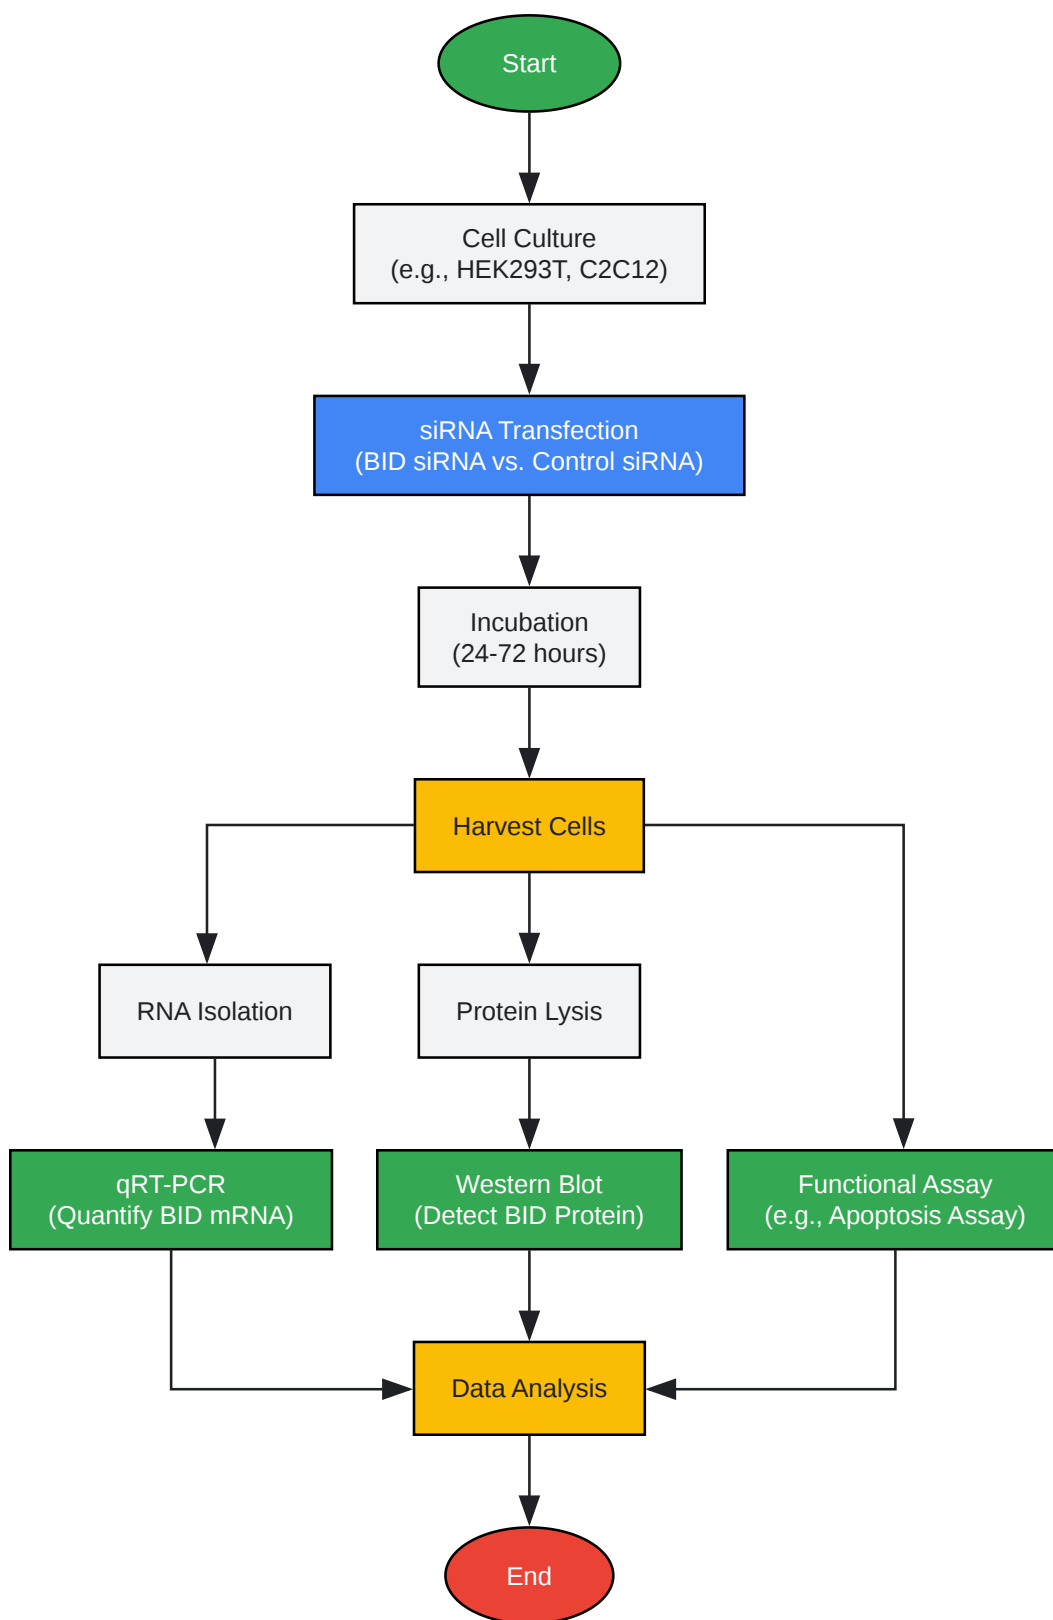 Start
Cell Culture
(e.g., HEK293T, C2C12)
siRNA Transfection
(BID siRNA vs. Control siRNA)
Incubation
(24-72 hours)
Harvest Cells
RNA Isolation
Protein Lysis
qRT-PCR
(Quantify BID mRNA)
Western Blot
(Detect BID Protein)
Functional Assay
(e.g., Apoptosis Assay)
Data Analysis
End